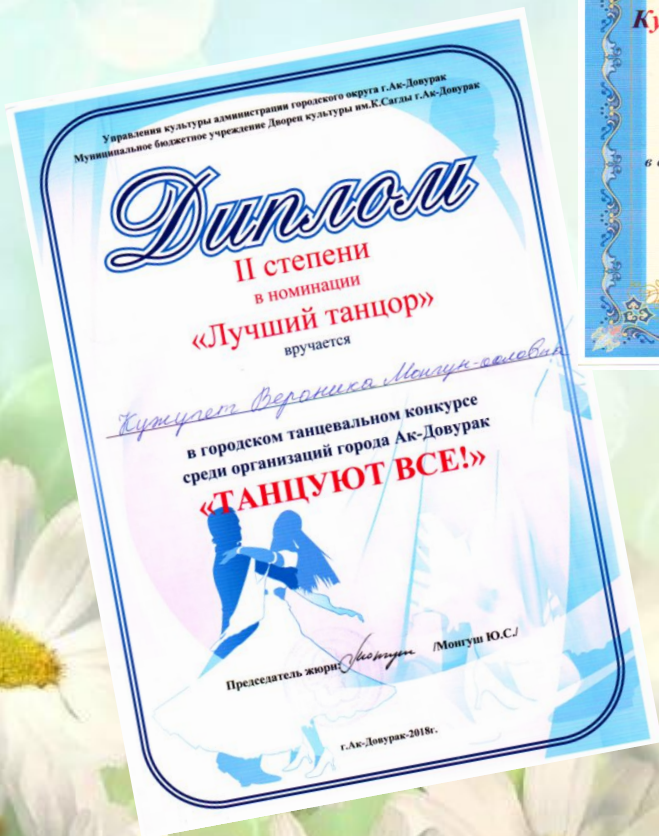 Управления культуры администрации городского округа г.Ак-Довурак
Муниципальное бюджетное учреждение Дворец культуры им.К.Сагды г.Ак-Довурак
Диплом
II степени
в номинации
«Лучший танцор»
вручается
Кужугет Вероника Монгун-ооловна
в городском танцевальном конкурсе
среди организаций города Ак-Довурак
«ТАНЦУЮТ ВСЕ!»
Председатель жюри: /Монгуш Ю.С./
г.Ак-Довурак-2018г.